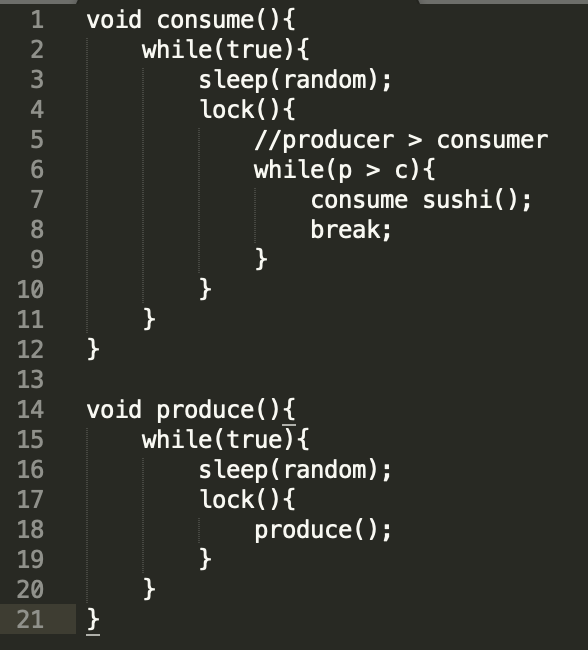 1 void consume(){
2 while(true){
3 sleep(random);
4 lock(){
5 //producer > consumer
6 while(p > c){
7 consume sushi();
8 break;
9 }
10 }
11 }
12 }
13
14 void produce(){
15 while(true){
16 sleep(random);
17 lock(){
18 produce();
19 }
20 }
21 }